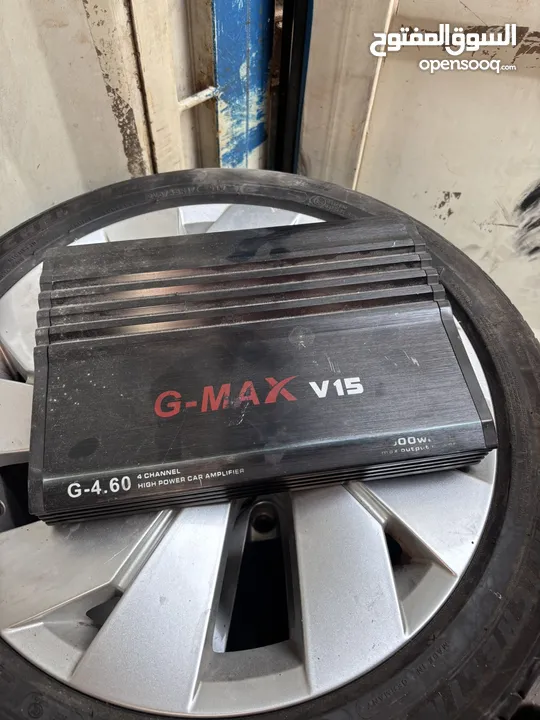 السوق المفتوح
opensooq.com
G-MAX V15
G-4.60 4 CHANNEL
HIGH POWER CAR AMPLIFIER
max output